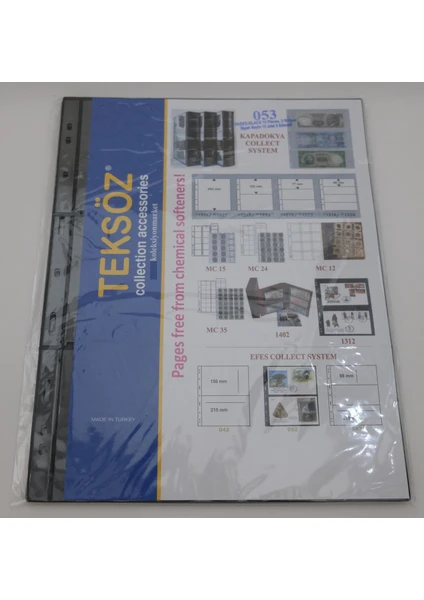 TEKSÖZ®
collection accessories
koleksiyonmarket
MADE IN TURKEY
Pages free from chemical softeners!
053
KAPADOKYA
COLLECT
SYSTEM
MC 15
MC 24
MC 12
MC 35
1402
1312
EFES COLLECT SYSTEM
150 mm
215 mm